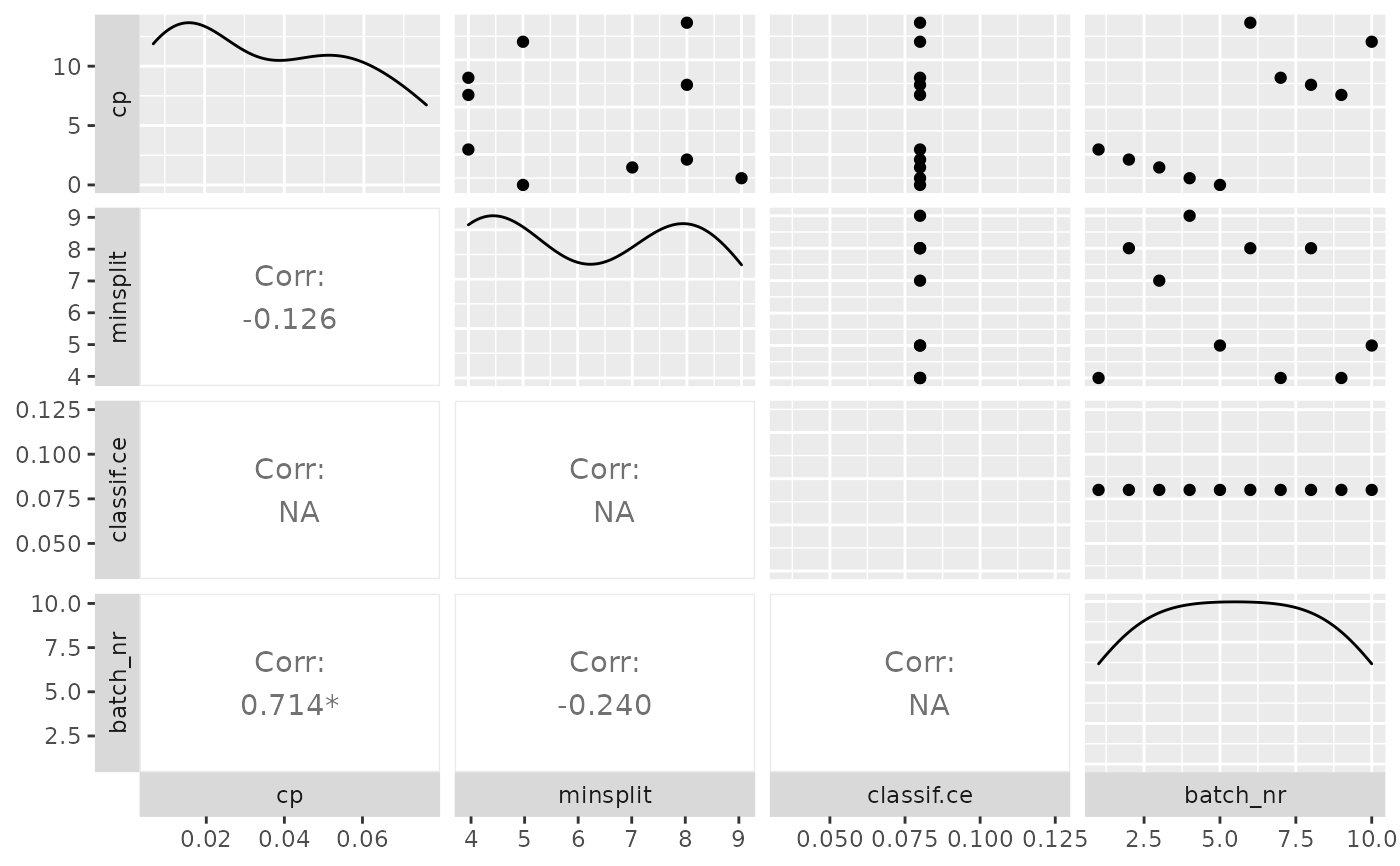 cp
10
5
0
minsplit
9
8
7
6
5
4
Corr:
-0.126
classif.ce
0.125
0.100
0.075
0.050
Corr:
NA
Corr:
NA
batch_nr
10.0
7.5
5.0
2.5
Corr:
0.714*
Corr:
-0.240
Corr:
NA
cp minsplit classif.ce batch_nr
0.02 0.04 0.06 4 5 6 7 8 9 0.050 0.075 0.100 0.125 2.5 5.0 7.5 10.0